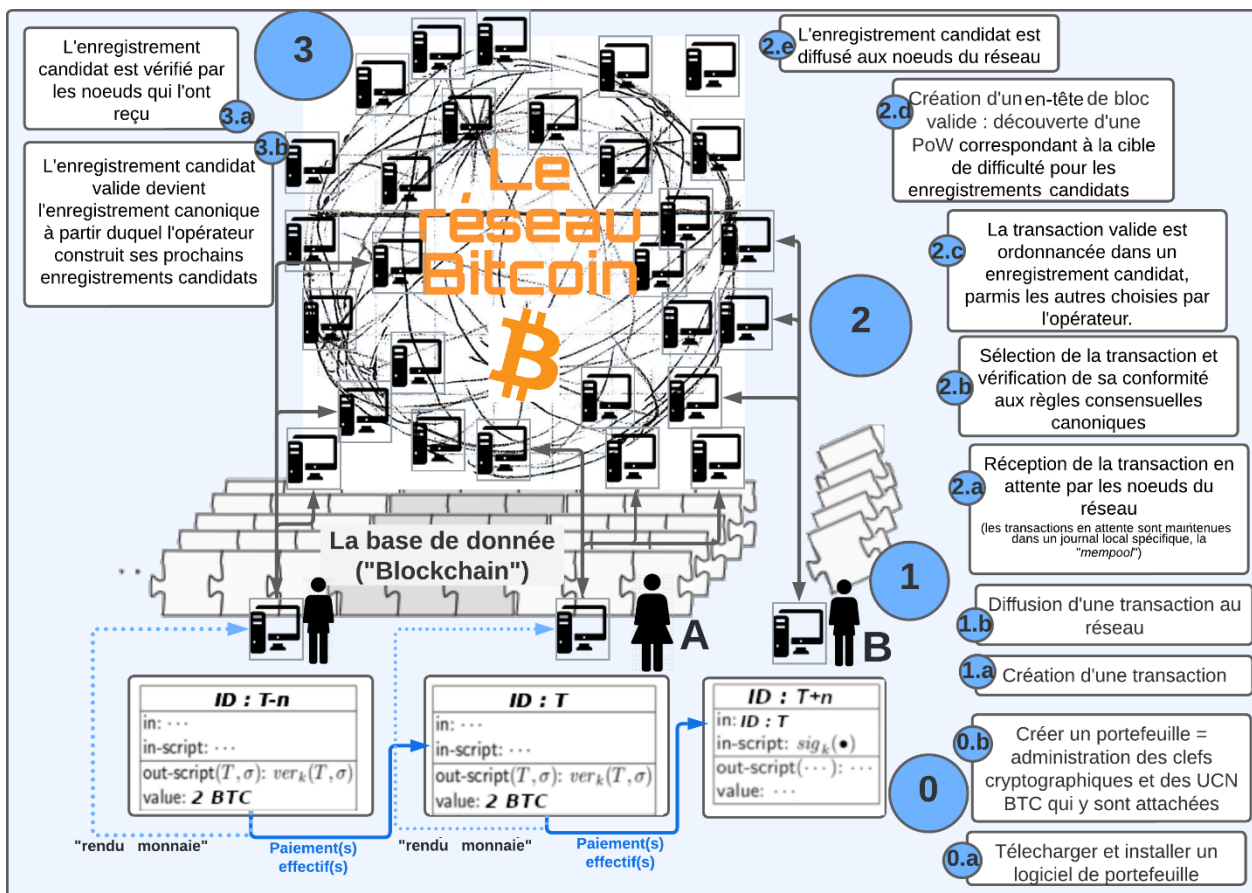 3
L'enregistrement
candidat est vérifié par
les noeuds qui l'ont
reçu
3.a
3.b
L'enregistrement candidat
valide devient
l'enregistrement canonique
à partir duquel l'opérateur
construit ses prochains
enregistrements candidats
Le
réseau
Bitcoin
2.e
L'enregistrement candidat est
diffusé aux noeuds du réseau
2.d
Création d'un en-tête de bloc
valide : découverte d'une
PoW correspondant à la cible
de difficulté pour les
enregistrements candidats
2.c
La transaction valide est
ordonnancée dans un
enregistrement candidat,
parmis les autres choisies par
l'opérateur.
2
2.b
Sélection de la transaction et
vérification de sa conformité
aux règles consensuelles
canoniques
2.a
Réception de la transaction en
attente par les noeuds du
réseau
(les transactions en attente sont maintenues
dans un journal local spécifique, la
"mempool")
1
1.b
Diffusion d'une transaction au
réseau
1.a
Création d'une transaction
0
0.b
Créer un portefeuille =
administration des clefs
cryptographiques et des UCN
BTC qui y sont attachées
0.a
Télecharger et installer un
logiciel de portefeuille
. .
La base de donnée
("Blockchain")
A
B
ID : T-n
in: ···
in-script: ···
out-script(T, σ): verₖ(T, σ)
value: 2 BTC
ID : T
in: ···
in-script: ···
out-script(T, σ): verₖ(T, σ)
value: 2 BTC
ID : T+n
in: ID : T
in-script: sigₖ(•)
out-script(···): ···
value: ···
"rendu monnaie"
Paiement(s)
effectif(s)
"rendu monnaie"
Paiement(s)
effectif(s)